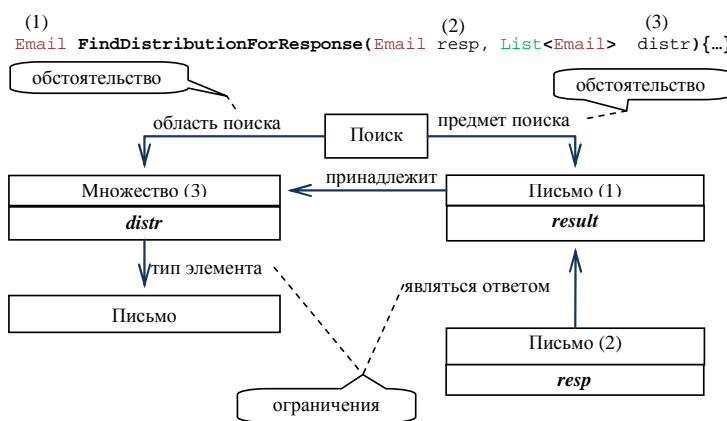 (1) (2) (3)
Email FindDistributionForResponse(Email resp, List<Email> distr){…}
обстоятельство
обстоятельство
область поиска
Поиск
предмет поиска
Множество (3)
принадлежит
Письмо (1)
distr
result
тип элемента
являться ответом
Письмо
Письмо (2)
resp
ограничения